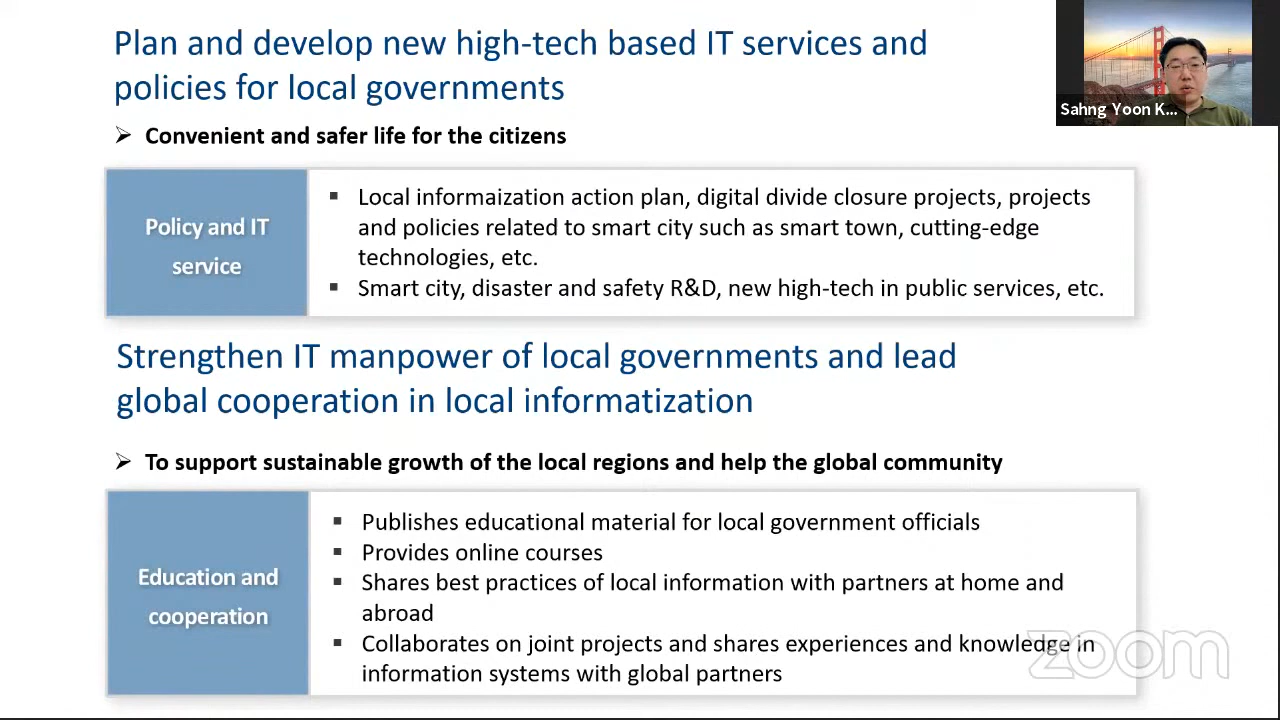 Plan and develop new high-tech based IT services and
policies for local governments
Sahng Yoon K...
➢ Convenient and safer life for the citizens
Policy and IT
service
▪ Local informaization action plan, digital divide closure projects, projects
and policies related to smart city such as smart town, cutting-edge
technologies, etc.
▪ Smart city, disaster and safety R&D, new high-tech in public services, etc.
Strengthen IT manpower of local governments and lead
global cooperation in local informatization
➢ To support sustainable growth of the local regions and help the global community
Education and
cooperation
▪ Publishes educational material for local government officials
▪ Provides online courses
▪ Shares best practices of local information with partners at home and
abroad
▪ Collaborates on joint projects and shares experiences and knowledge in
information systems with global partners
zoom